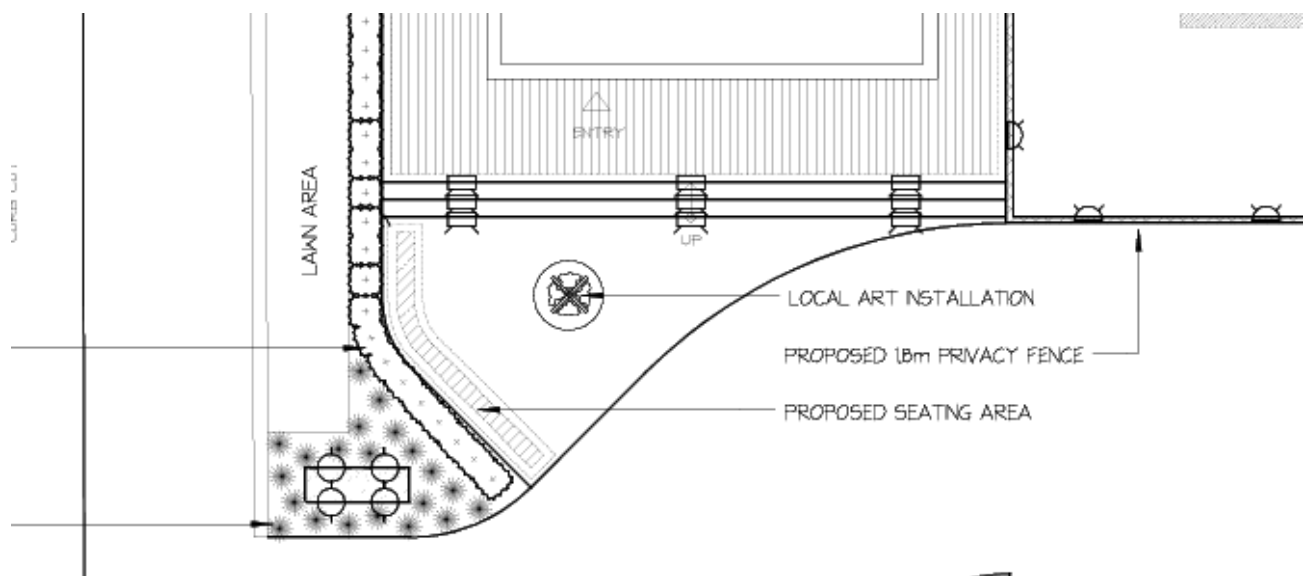 ENTRY
LAWN AREA
UP
LOCAL ART INSTALLATION
PROPOSED 1.8m PRIVACY FENCE
PROPOSED SEATING AREA